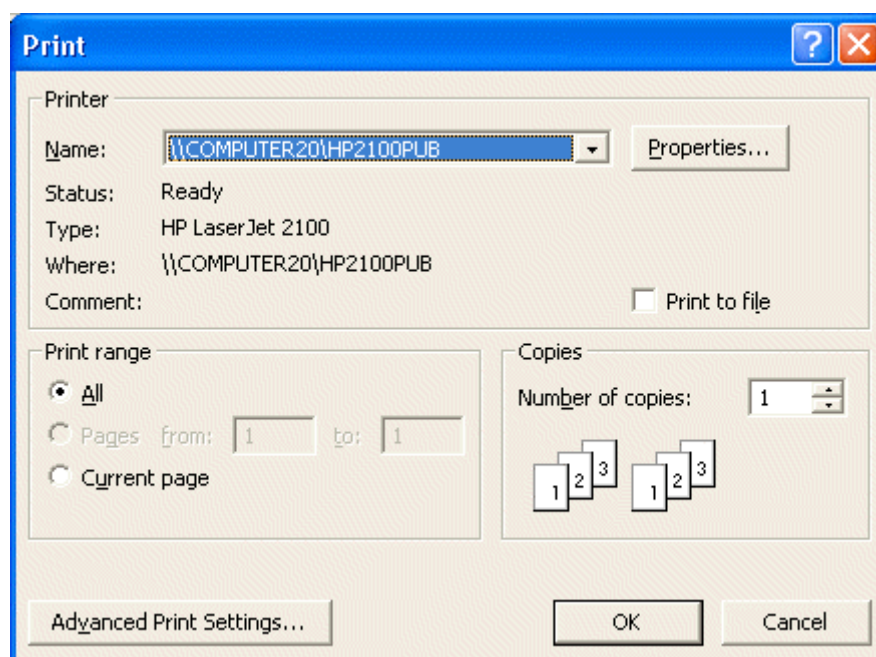 Print
Printer
Name: \\COMPUTER20\HP2100PUB Properties...
Status: Ready
Type: HP LaserJet 2100
Where: \\COMPUTER20\HP2100PUB
Comment: Print to file
Print range
All
Pages from: 1 to: 1
Current page
Copies
Number of copies: 1
1 2 3 1 2 3
Advanced Print Settings... OK Cancel